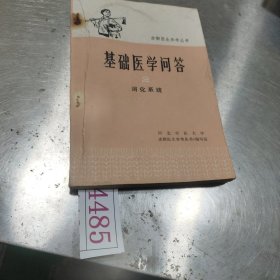 赤脚医生参考丛书
基础医学问答
消化系统
河北新医大学
《赤脚医生参考丛书》编写组
4485